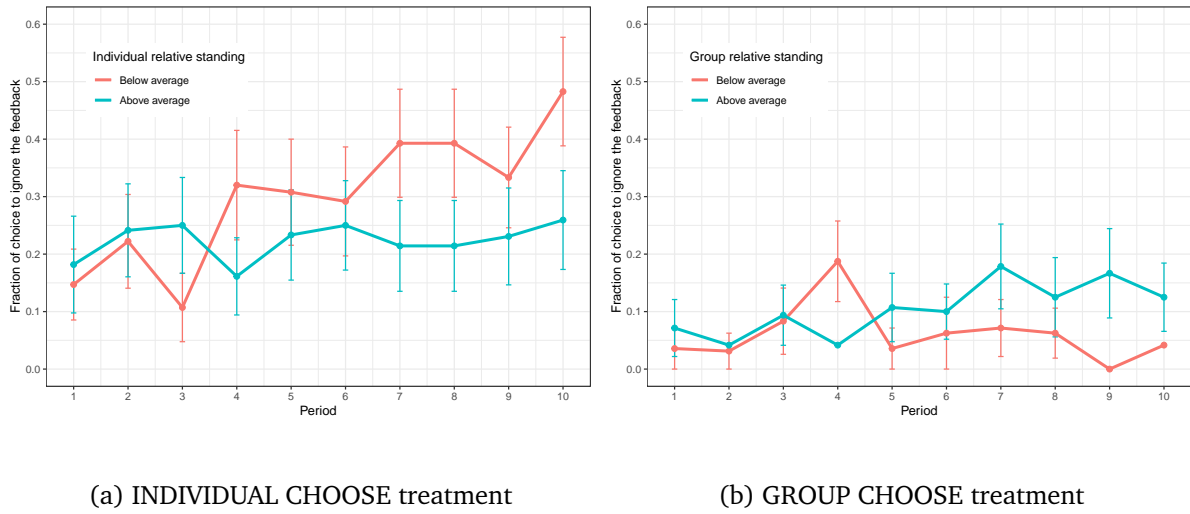 0.6
0.5
0.4
0.3
0.2
0.1
0.0
Fraction of choice to ignore the feedback
Individual relative standing
Below average
Above average
1 2 3 4 5 6 7 8 9 10
Period
(a) INDIVIDUAL CHOOSE treatment
0.6
0.5
0.4
0.3
0.2
0.1
0.0
Fraction of choice to ignore the feedback
Group relative standing
Below average
Above average
1 2 3 4 5 6 7 8 9 10
Period
(b) GROUP CHOOSE treatment